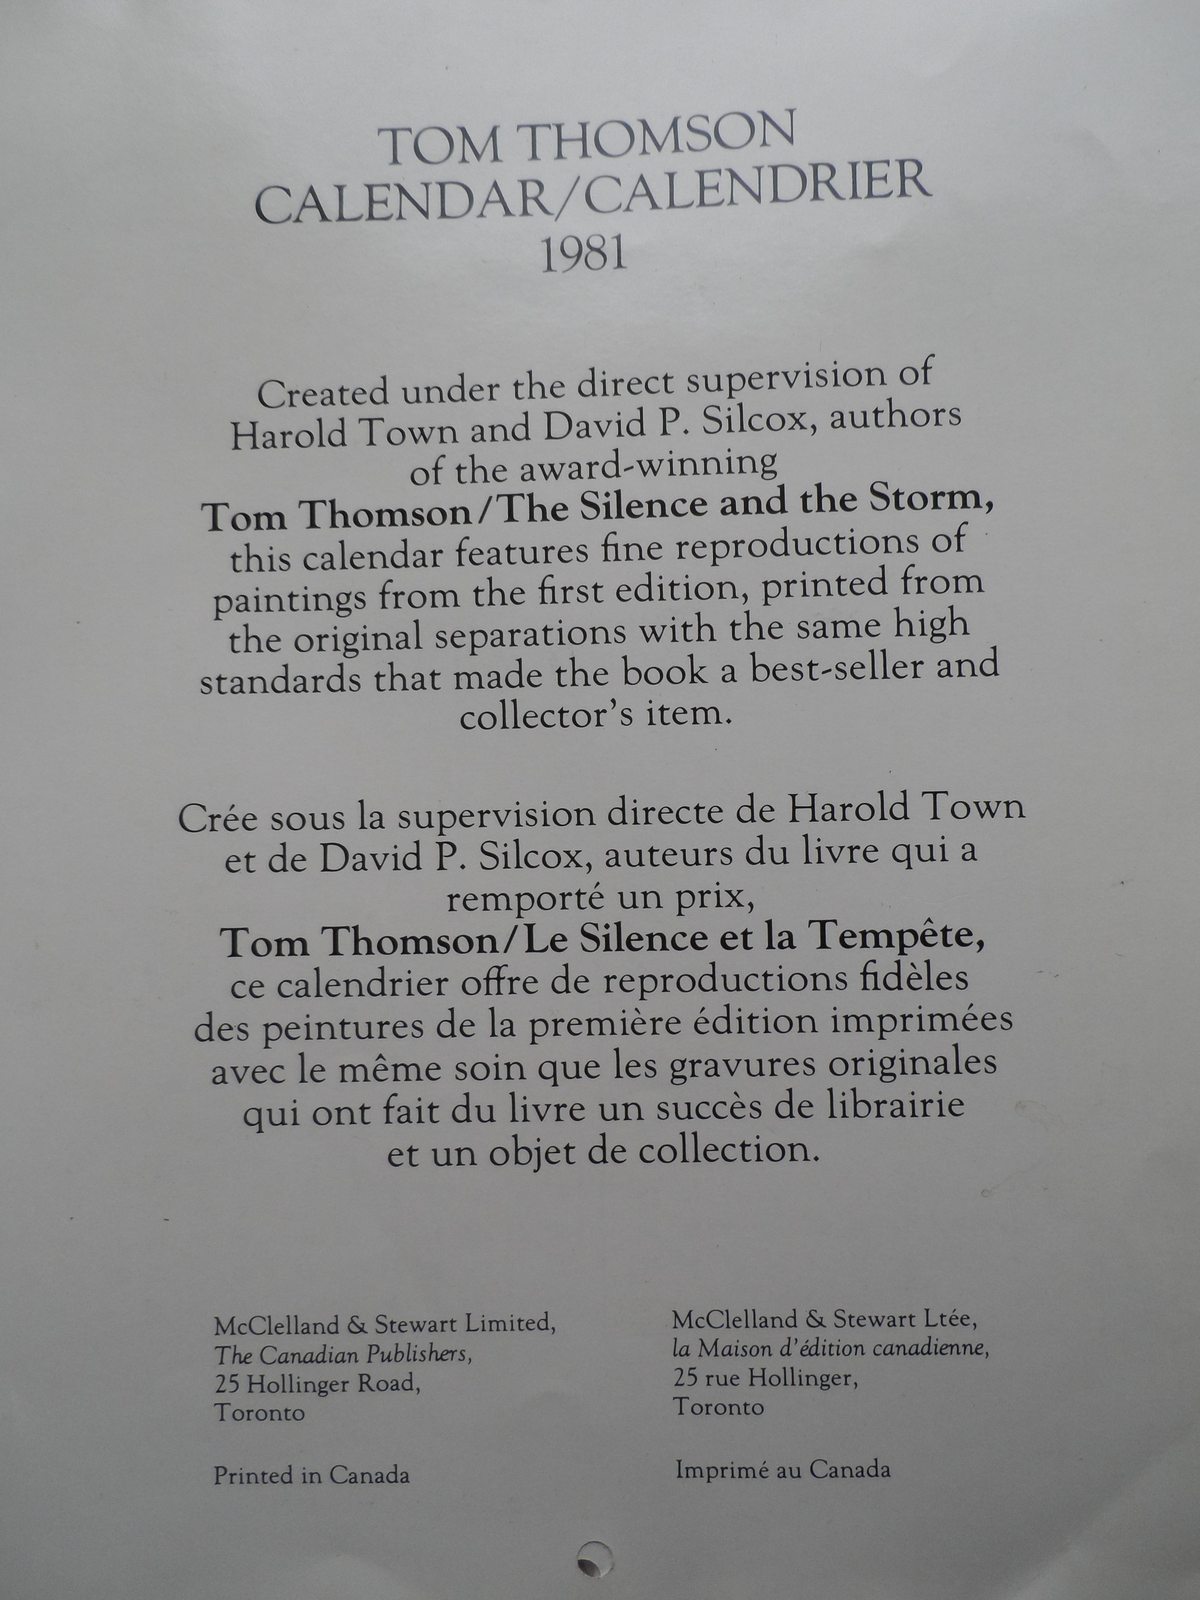 TOM THOMSON
CALENDAR/CALENDRIER
1981
Created under the direct supervision of
Harold Town and David P. Silcox, authors
of the award-winning
Tom Thomson/The Silence and the Storm,
this calendar features fine reproductions of
paintings from the first edition, printed from
the original separations with the same high
standards that made the book a best-seller and
collector's item.
Crée sous la supervision directe de Harold Town
et de David P. Silcox, auteurs du livre qui a
remporté un prix,
Tom Thomson/Le Silence et la Tempête,
ce calendrier offre de reproductions fidèles
des peintures de la première édition imprimées
avec le même soin que les gravures originales
qui ont fait du livre un succès de librairie
et un objet de collection.
McClelland & Stewart Limited,
The Canadian Publishers,
25 Hollinger Road,
Toronto
Printed in Canada
McClelland & Stewart Ltée,
la Maison d'édition canadienne,
25 rue Hollinger,
Toronto
Imprimé au Canada